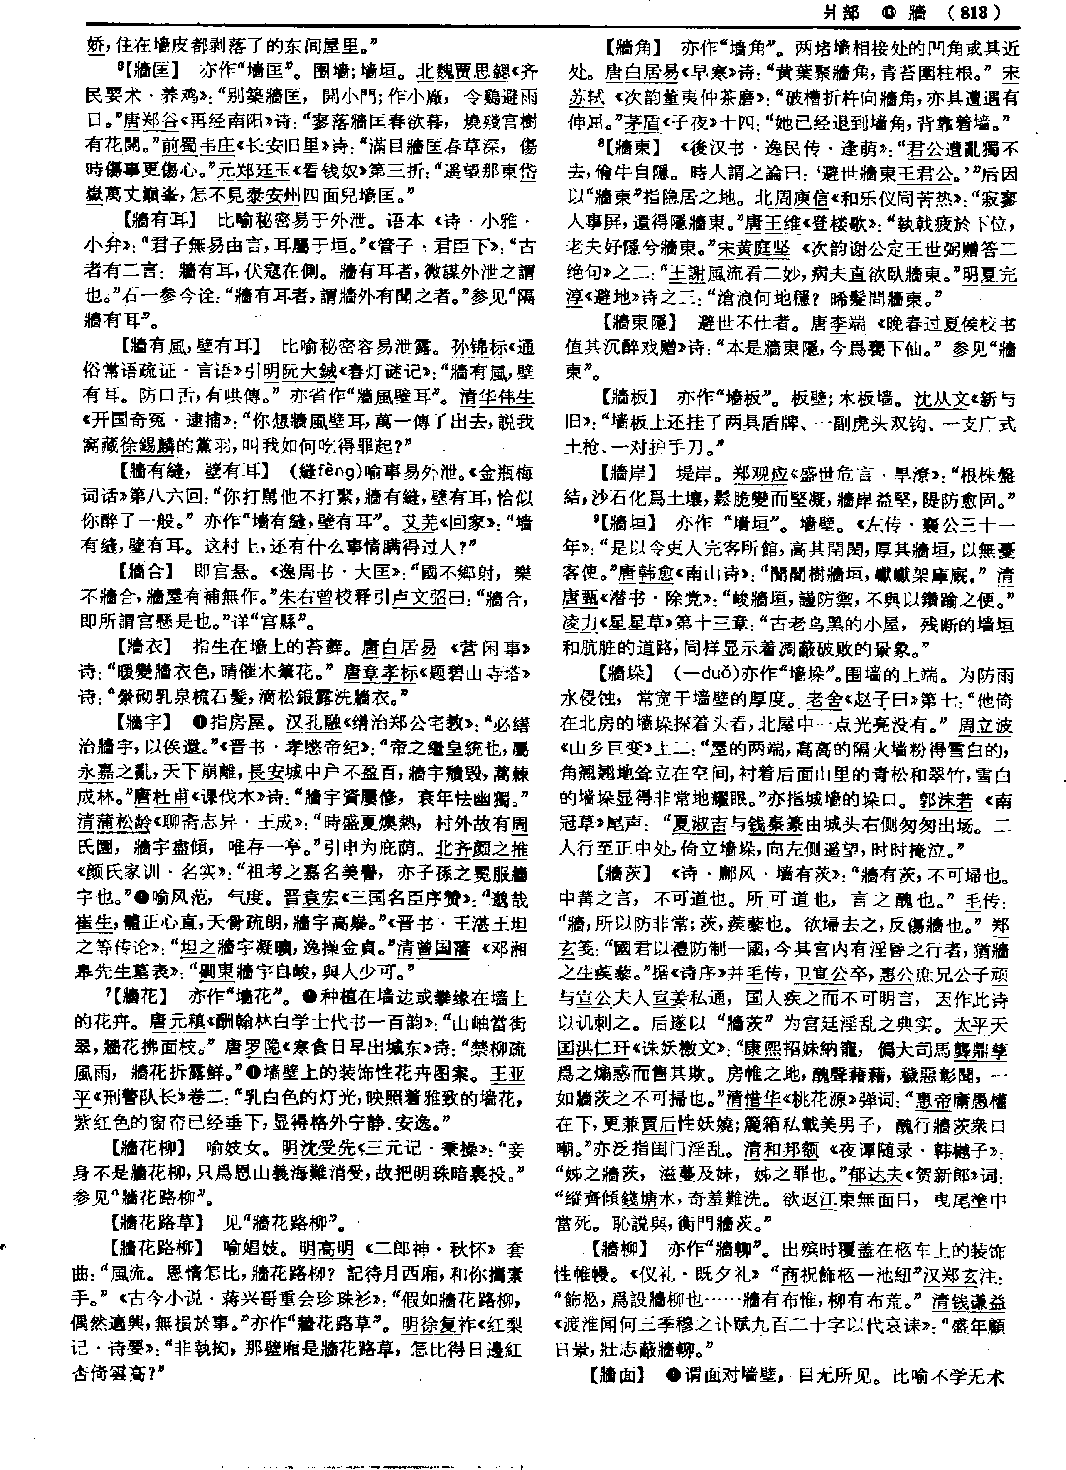 爿部 ⓭ 牆 （813）
娇，住在墙皮都剥落了的东间屋里。”
⁶【牆匡】 亦作“墙匡”。围墙；墙垣。北魏贾思勰《齐
民要术·养鸡》：“别築牆匡，開小門；作小廠，令雞避雨
日。”唐郑谷《再经南阳》诗：“寥落牆匡春欲暮，燒殘宫樹
有花開。”前蜀韦庄《长安旧里》诗：“滿目牆匡春草深，傷
時傷事更傷心。”元郑廷玉《看钱奴》第三折：“遥望那東岱
嶽萬丈巔峯，怎不見泰安州四面兒墻匡。”
【牆有耳】 比喻秘密易于外泄。语本《诗·小雅·
小弁》：“君子無易由言，耳屬于垣。”《管子·君臣下》：“古
者有二言：牆有耳，伏寇在側。牆有耳者，微謀外泄之謂
也。”石一参今诠：“牆有耳者，謂牆外有聞之者。”参见“隔
牆有耳”。
【牆有風，壁有耳】 比喻秘密容易泄露。孙锦标《通
俗常语疏证·言语》引明阮大鋮《春灯谜记》：“牆有風，壁
有耳。防口舌，有哄傳。”亦省作“牆風壁耳”。清华伟生
《开国奇冤·逮捕》：“你想牆風壁耳，萬一傳了出去，説我
窩藏徐錫麟的黨羽，叫我如何吃得罪起？”
【牆有縫，壁有耳】（縫fèng）喻事易外泄。《金瓶梅
词话》第八六回：“你打駡他不打緊，牆有縫，壁有耳，恰似
你醉了一般。”亦作“墙有缝，壁有耳”。艾芜《回家》：“墙
有缝，壁有耳。这村上，还有什么事情瞒得过人？”
【牆合】 即宫悬。《逸周书·大匡》：“國不鄉射，樂
不牆合，牆屋有補無作。”朱右曾校释引卢文弨曰：“牆合，
即所謂宫懸是也。”详“宫縣”。
【牆衣】 指生在墙上的苔藓。唐白居易《营闲事》
诗：“暖變牆衣色，晴催木筆花。”唐章孝标《题碧山寺塔》
诗：“縈砌乳泉梳石髮，滴松銀露洗牆衣。”
【牆宇】 ❶指房屋。汉孔融《缮治郑公宅教》：“必缮
治牆宇，以俟還。”《晋书·孝愍帝纪》：“帝之繼皇統也，屬
永嘉之亂，天下崩離，長安城中户不盈百，牆宇穨毀，蒿棘
成林。”唐杜甫《课伐木》诗：“牆宇資屢修，衰年怯幽獨。”
清蒲松龄《聊斋志异·王成》：“時盛夏燠熱，村外故有周
氏園，牆宇盡傾，唯存一亭。”引申为庇荫。北齐颜之推
《颜氏家训·名实》：“祖考之嘉名美譽，亦子孫之冕服牆
宇也。”❷喻风范，气度。晋袁宏《三国名臣序赞》：“邈哉
崔生，體正心直，天骨疏朗，牆宇高嶷。”《晋书·王湛王坦
之等传论》：“坦之牆宇凝曠，逸操金貞。”清曾国藩《邓湘
皋先生墓表》：“劉東牆宇自峻，與人少可。”
⁷【牆花】 亦作“墙花”。❶种植在墙边或攀缘在墙上
的花卉。唐元稹《酬翰林白学士代书一百韵》：“山岫當街
翠，牆花拂面枝。”唐罗隐《寒食日早出城东》诗：“禁柳疏
風雨，牆花拆露鮮。”❷墙壁上的装饰性花卉图案。王亚
平《刑警队长》卷二：“乳白色的灯光，映照着雅致的墙花，
紫红色的窗帘已经垂下，显得格外宁静、安逸。”
【牆花柳】 喻妓女。明沈受先《三元记·秉操》：“妾
身不是牆花柳，只爲恩山義海難消受，故把明珠暗裏投。”
参见“牆花路柳”。
【牆花路草】 见“牆花路柳”。
【牆花路柳】 喻娼妓。明高明《二郎神·秋怀》套
曲：“風流。恩情怎比，牆花路柳？記待月西廂，和你攜素
手。”《古今小说·蒋兴哥重会珍珠衫》：“假如牆花路柳，
偶然適興，無損於事。”亦作“牆花路草”。明徐复祚《红梨
记·诗要》：“非執拗，那壁廂是牆花路草，怎比得日邊紅
杏倚雲高？”
【牆角】 亦作“墙角”。两堵墙相接处的凹角或其近
处。唐白居易《早寒》诗：“黄葉聚牆角，青苔圍柱根。”宋
苏轼《次韵董夷仲茶磨》：“破槽折杵向牆角，亦其遭遇有
伸屈。”茅盾《子夜》十四：“她已经退到墙角，背靠着墙。”
⁸【牆東】《後汉书·逸民传·逢萌》：“君公遭亂獨不
去，儈牛自隱。時人謂之論曰：‘避世牆東王君公。’”后因
以“牆東”指隐居之地。北周庾信《和乐仪同苦热》：“寂寥
人事屏，還得隱牆東。”唐王维《登楼歌》：“執戟疲於下位，
老夫好隱兮牆東。”宋黄庭坚《次韵谢公定王世弼赠答二
绝句》之二：“王謝風流看二妙，病夫直欲卧牆東。”明夏完
淳《避地》诗之二：“滄浪何地穩？晞髮問牆東。”
【牆東隱】 避世不仕者。唐李端《晚春过夏侯校书
值其沉醉戏赠》诗：“本是牆東隱，今爲甕下仙。”参见“牆
東”。
【牆板】 亦作“墙板”。板壁；木板墙。沈从文《新与
旧》：“墙板上还挂了两具盾牌、一副虎头双钩、一支广式
土枪、一对护手刀。”
【牆岸】 堤岸。郑观应《盛世危言·旱潦》：“根株盤
結，沙石化爲土壤，鬆脆變而堅凝，牆岸益堅，隄防愈固。”
⁹【牆垣】 亦作“墙垣”。墙壁。《左传·襄公三十一
年》：“是以令吏人完客所館，高其閈閎，厚其牆垣，以無憂
客使。”唐韩愈《南山诗》：“誾誾樹牆垣，巘巘架庫廄。”清
唐甄《潜书·除党》：“峻牆垣，謹防禦，不與以鑽踰之便。”
凌力《星星草》第十三章：“古老乌黑的小屋，残断的墙垣
和肮脏的道路，同样显示着凋蔽破败的景象。”
【牆垛】（—duǒ）亦作“墙垛”。围墙的上端。为防雨
水侵蚀，常宽于墙壁的厚度。老舍《赵子曰》第十：“他倚
在北房的墙垛探着头看，北屋中一点光亮没有。”周立波
《山乡巨变》上二：“屋的两端，高高的隔火墙粉得雪白的，
角翘翘地耸立在空间，衬着后面山里的青松和翠竹，雪白
的墙垛显得非常地耀眼。”亦指城墙的垛口。郭沫若《南
冠草》尾声：“夏淑吉与钱秦篆由城头右侧匆匆出场。二
人行至正中处，倚立墙垛，向左侧遥望，时时掩泣。”
【牆茨】《诗·鄘风·墙有茨》：“牆有茨，不可埽也。
中冓之言，不可道也。所可道也，言之醜也。”毛传：
“牆，所以防非常；茨，蒺藜也。欲埽去之，反傷牆也。”郑
玄笺：“國君以禮防制一國，今其宫内有淫昏之行者，猶牆
之生蒺藜。”据《诗序》并毛传，卫宣公卒，惠公庶兄公子顽
与宣公夫人宣姜私通，国人疾之而不可明言，因作此诗
以讥刺之。后遂以“牆茨”为宫廷淫乱之典实。太平天
国洪仁玕《诛妖檄文》：“康熙招妹納寵，僞大司馬龔鼎孳
爲之煽惑而售其欺。房帷之地，醜聲藉藉，穢惡彰聞，一
如牆茨之不可掃也。”清惜华《桃花源》弹词：“惠帝庸愚權
在下，更兼賈后性妖嬈；簏箱私載美男子，醜行牆茨衆口
嘲。”亦泛指闺门淫乱。清和邦额《夜谭随录·韩樾子》：
“姊之牆茨，滋蔓及妹，姊之罪也。”郁达夫《贺新郎》词：
“縱齊傾錢塘水，奇羞難洗。欲返江東無面目，曳尾塗中
當死。恥説與，衡門牆茨。”
【牆柳】 亦作“牆翣”。出殡时覆盖在柩车上的装饰
性帷幔。《仪礼·既夕礼》“商祝飾柩一池紐”汉郑玄注：
“飾柩，爲設牆柳也……牆有布帷，柳有布荒。”清钱谦益
《渡淮闻何三季穆之讣赋九百二十字以代哀诔》：“盛年顧
日景，壯志蔽牆柳。”
【牆面】 ❶谓面对墙壁，目无所见。比喻不学无术